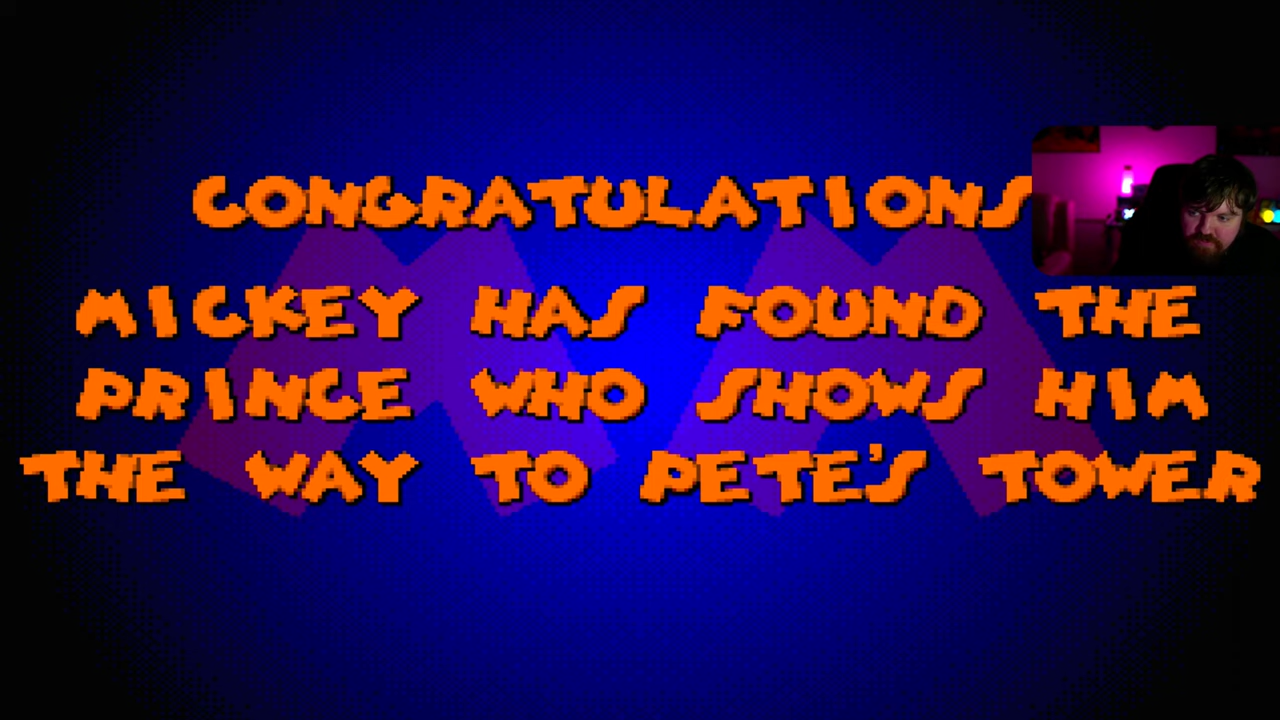 CONGRATULATIONS
MICKEY HAS FOUND THE
PRINCE WHO SHOWS HIM
THE WAY TO PETE'S TOWER